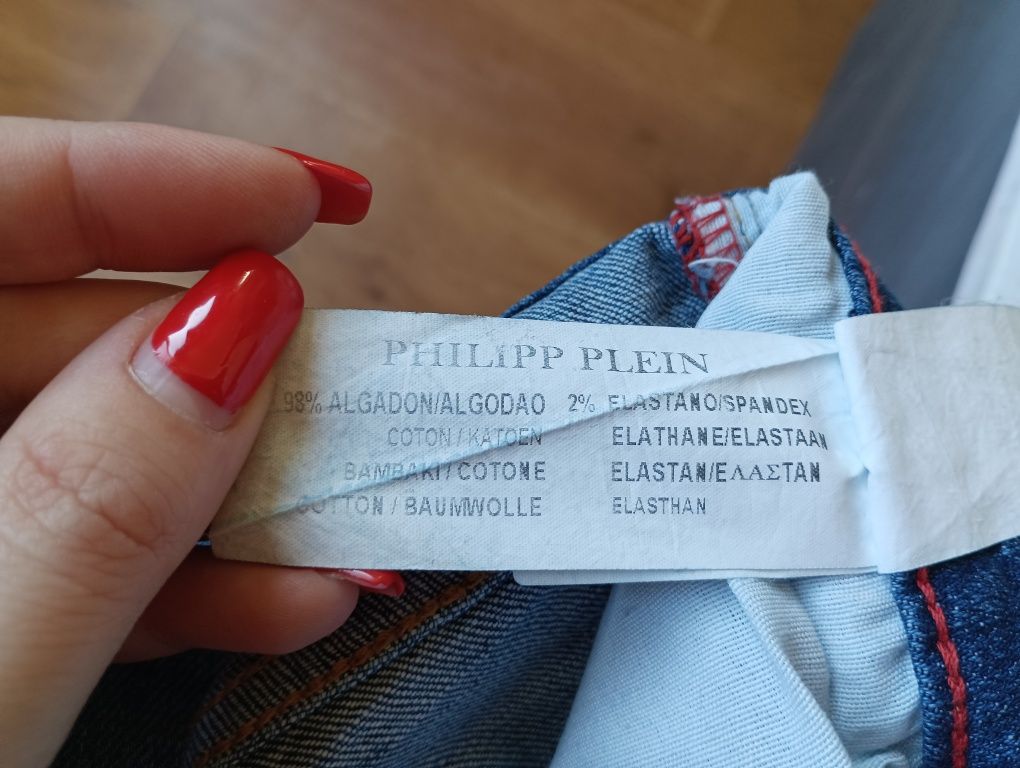 PHILIPP PLEIN
98% ALGADON/ALGODAO 2% ELASTANO/SPANDEX
COTON / KATOEN ELATHANE/ELASTAAN
BAMBAKI / COTONE ELASTAN/ΕΛΑΣΤΑΝ
COTTON / BAUMWOLLE ELASTHAN